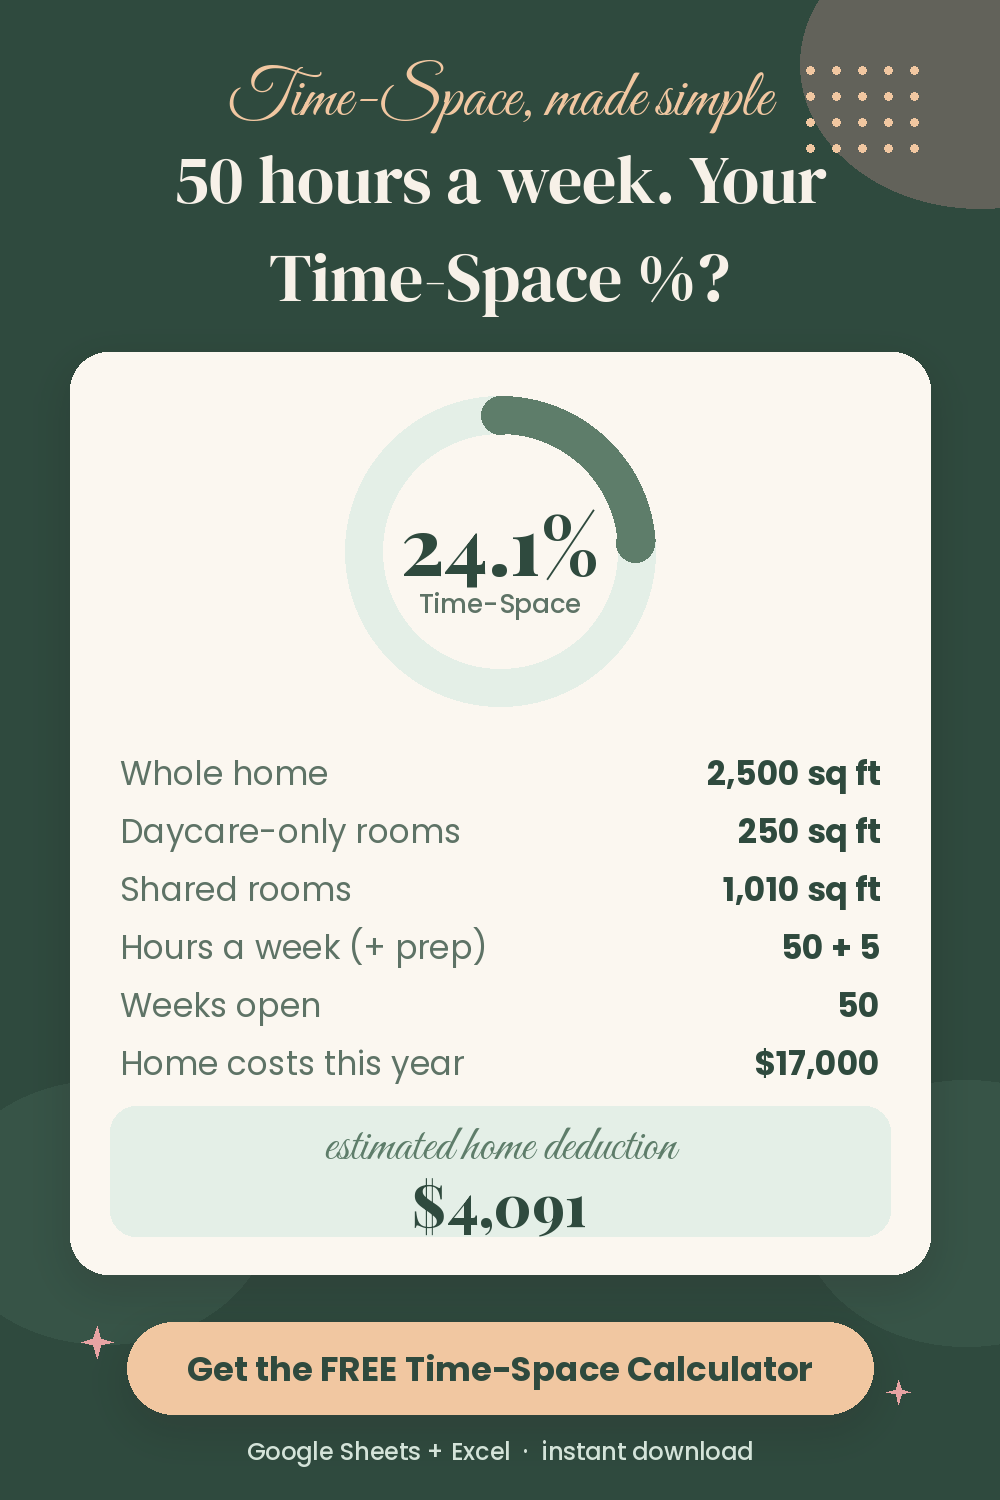 Time-Space, made simple
50 hours a week. Your
Time-Space %?
24.1%
Time-Space
Whole home 2,500 sq ft
Daycare-only rooms 250 sq ft
Shared rooms 1,010 sq ft
Hours a week (+ prep) 50 + 5
Weeks open 50
Home costs this year $17,000
estimated home deduction
$4,091
Get the FREE Time-Space Calculator
Google Sheets + Excel · instant download